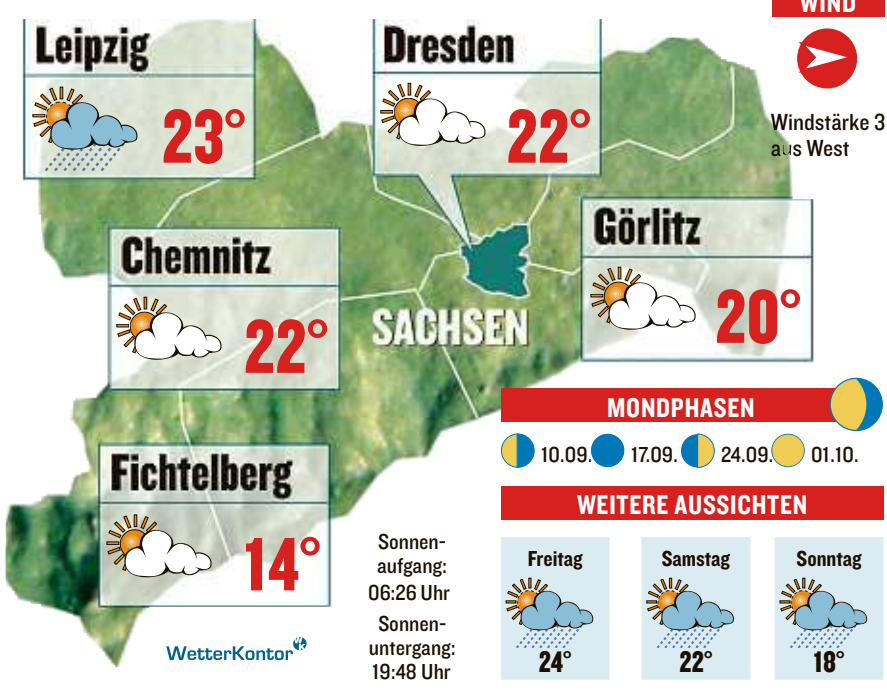 WIND
Leipzig
23°
Dresden
22°
Windstärke 3
aus West
Chemnitz
22°
Görlitz
20°
SACHSEN
Fichtelberg
14°
MONDPHASEN
10.09. 17.09. 24.09. 01.10.
WEITERE AUSSICHTEN
Freitag
24°
Samstag
22°
Sonntag
18°
Sonnen-
aufgang:
06:26 Uhr
Sonnen-
untergang:
19:48 Uhr
WetterKontor